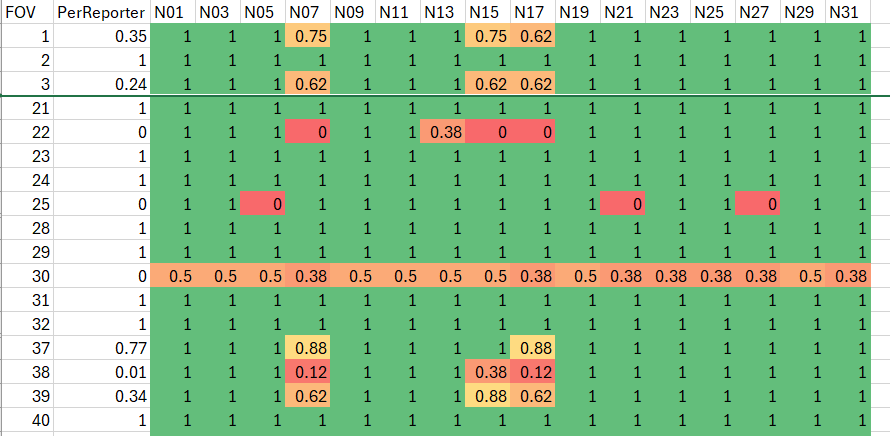 FOV PerReporter N01 N03 N05 N07 N09 N11 N13 N15 N17 N19 N21 N23 N25 N27 N29 N31
1 0.35 1 1 1 0.75 1 1 1 0.75 0.62 1 1 1 1 1 1 1
2 1 1 1 1 1 1 1 1 1 1 1 1 1 1 1 1 1
3 0.24 1 1 1 0.62 1 1 1 0.62 0.62 1 1 1 1 1 1 1
21 1 1 1 1 1 1 1 1 1 1 1 1 1 1 1 1 1
22 0 1 1 1 0 1 1 0.38 0 0 1 1 1 1 1 1 1
23 1 1 1 1 1 1 1 1 1 1 1 1 1 1 1 1 1
24 1 1 1 1 1 1 1 1 1 1 1 1 1 1 1 1 1
25 0 1 1 0 1 1 1 1 1 1 1 0 1 1 0 1 1
28 1 1 1 1 1 1 1 1 1 1 1 1 1 1 1 1 1
29 1 1 1 1 1 1 1 1 1 1 1 1 1 1 1 1 1
30 0 0.5 0.5 0.5 0.38 0.5 0.5 0.5 0.5 0.38 0.5 0.38 0.38 0.38 0.38 0.5 0.38
31 1 1 1 1 1 1 1 1 1 1 1 1 1 1 1 1 1
32 1 1 1 1 1 1 1 1 1 1 1 1 1 1 1 1 1
37 0.77 1 1 1 0.88 1 1 1 1 0.88 1 1 1 1 1 1 1
38 0.01 1 1 1 0.12 1 1 1 0.38 0.12 1 1 1 1 1 1 1
39 0.34 1 1 1 0.62 1 1 1 0.88 0.62 1 1 1 1 1 1 1
40 1 1 1 1 1 1 1 1 1 1 1 1 1 1 1 1 1